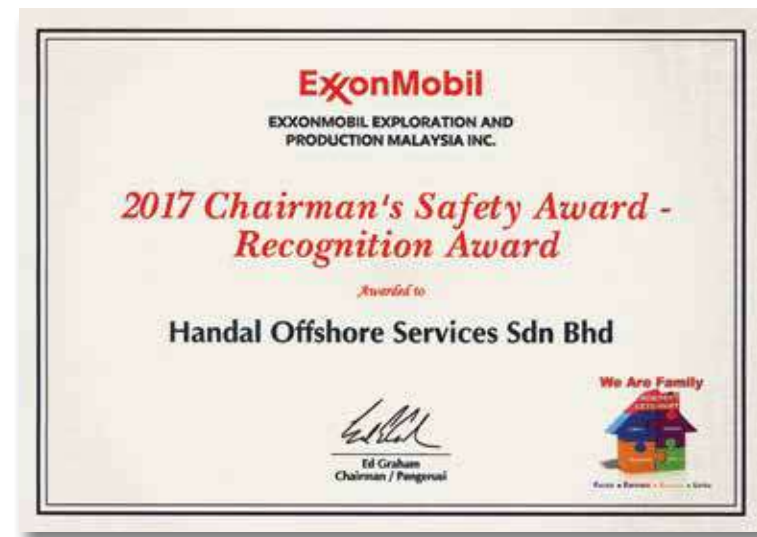 ExxonMobil
EXXONMOBIL EXPLORATION AND
PRODUCTION MALAYSIA INC.
2017 Chairman's Safety Award -
Recognition Award
Awarded to
Handal Offshore Services Sdn Bhd
Ed Graham
Chairman / Pengerusi
We Are Family